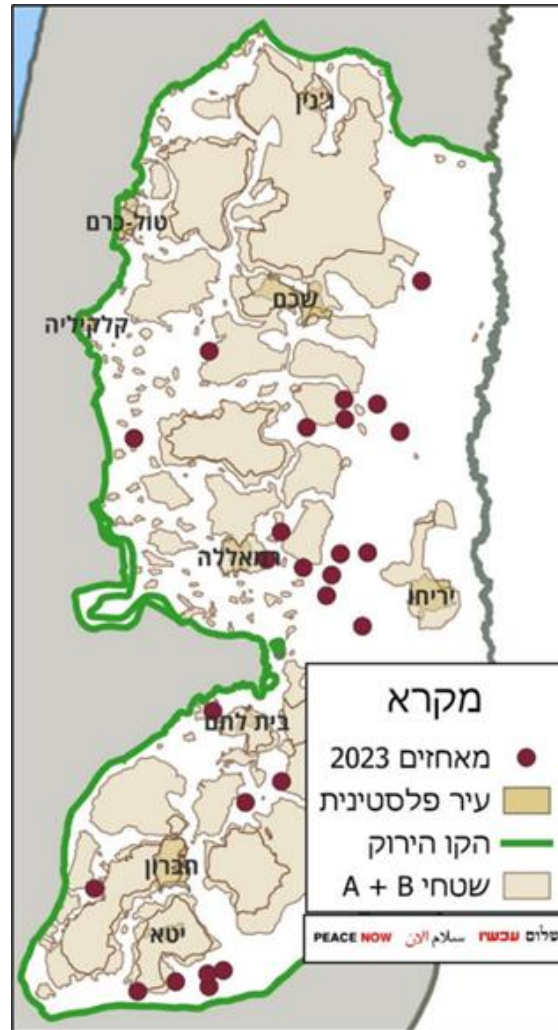 ג'נין
טול-כרם
שכם
קלקיליה
רמאללה
יריחו
בית לחם
חברון
יטא
מקרא
מאחזים 2023
עיר פלסטינית
הקו הירוק
שטחי A + B
PEACE NOW سلام الآن שלום עכשיו